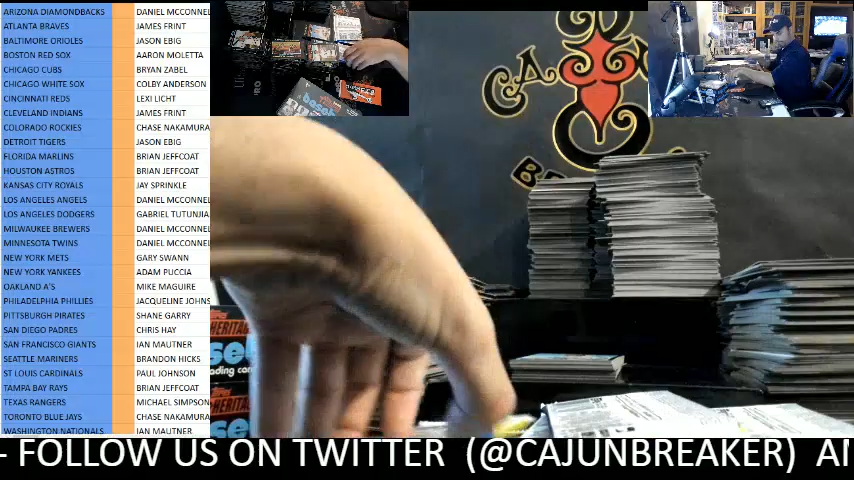 ARIZONA DIAMONDBACKS DANIEL MCCONNEL
ATLANTA BRAVES JAMES FRINT
BALTIMORE ORIOLES JASON EBIG
BOSTON RED SOX AARON MOLETTA
CHICAGO CUBS BRYAN ZABEL
CHICAGO WHITE SOX COLBY ANDERSON
CINCINNATI REDS LEXI LICHT
CLEVELAND INDIANS JAMES FRINT
COLORADO ROCKIES CHASE NAKAMURA
DETROIT TIGERS JASON EBIG
FLORIDA MARLINS BRIAN JEFFCOAT
HOUSTON ASTROS BRIAN JEFFCOAT
KANSAS CITY ROYALS JAY SPRINKLE
LOS ANGELES ANGELS DANIEL MCCONNEL
LOS ANGELES DODGERS GABRIEL TUTUNJIA
MILWAUKEE BREWERS DANIEL MCCONNEL
MINNESOTA TWINS DANIEL MCCONNEL
NEW YORK METS GARY SWANN
NEW YORK YANKEES ADAM PUCCIA
OAKLAND A'S MIKE MAGUIRE
PHILADELPHIA PHILLIES JACQUELINE JOHNS
PITTSBURGH PIRATES SHANE GARRY
SAN DIEGO PADRES CHRIS HAY
SAN FRANCISCO GIANTS IAN MAUTNER
SEATTLE MARINERS BRANDON HICKS
ST LOUIS CARDINALS PAUL JOHNSON
TAMPA BAY RAYS BRIAN JEFFCOAT
TEXAS RANGERS MICHAEL SIMPSON
TORONTO BLUE JAYS CHASE NAKAMURA
WASHINGTON NATIONALS IAN MAUTNER
CA
HERITAGE
ading car
HERITAGE
- FOLLOW US ON TWITTER (@CAJUNBREAKER) AI